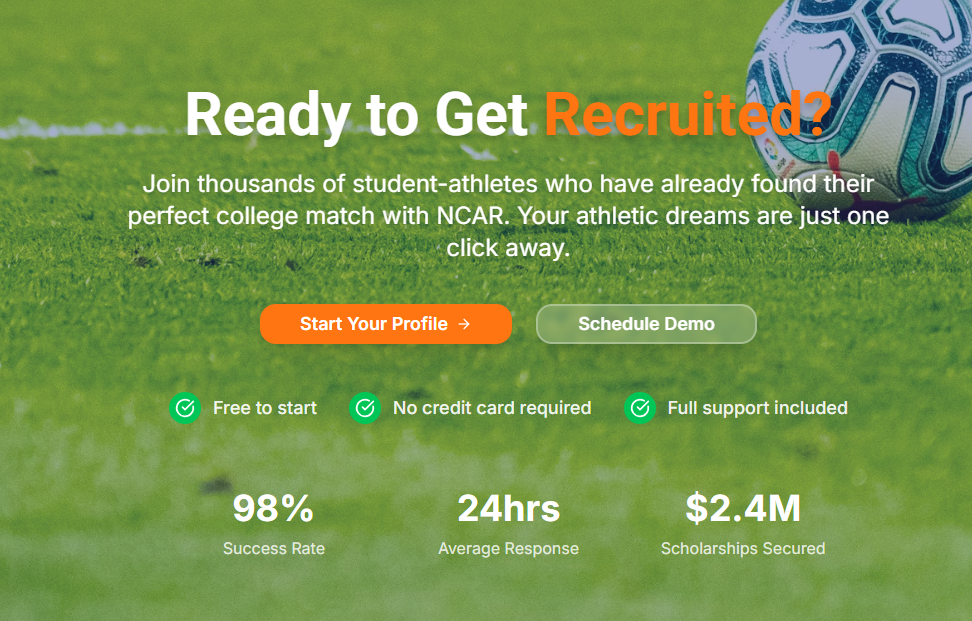 Ready to Get Recruited?
Join thousands of student-athletes who have already found their
perfect college match with NCAR. Your athletic dreams are just one
click away.
Start Your Profile →
Schedule Demo
Free to start
No credit card required
Full support included
98%
Success Rate
24hrs
Average Response
$2.4M
Scholarships Secured